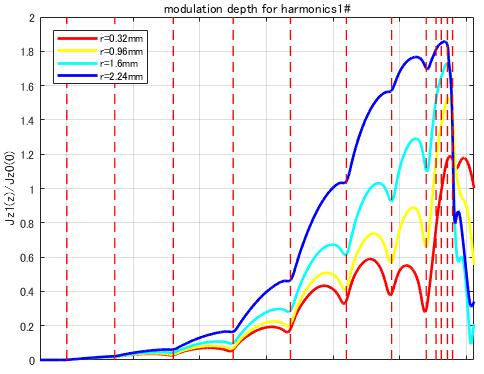 modulation depth for harmonics1#
Jz1(z)/Jz0(0)
2
1.8
1.6
1.4
1.2
1
0.8
0.6
0.4
0.2
0
r=0.32mm
r=0.96mm
r=1.6mm
r=2.24mm